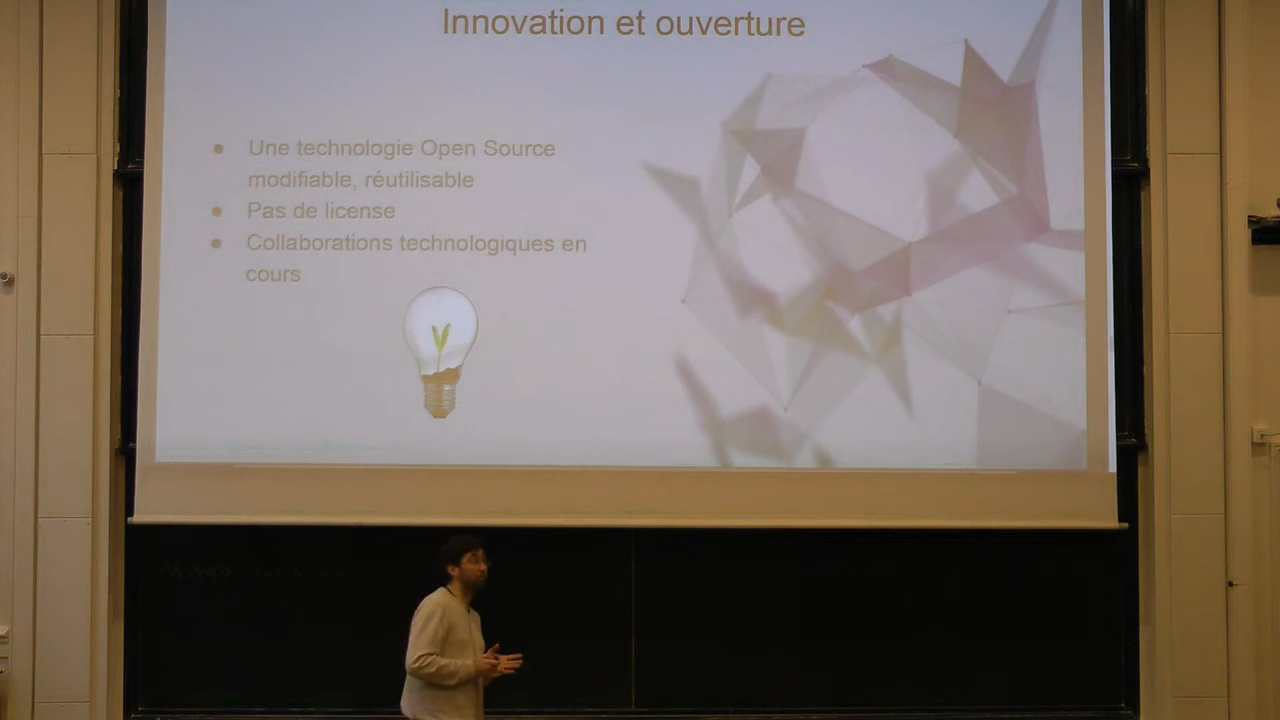 Innovation et ouverture
● Une technologie Open Source
modifiable, réutilisable
● Pas de license
● Collaborations technologiques en
cours